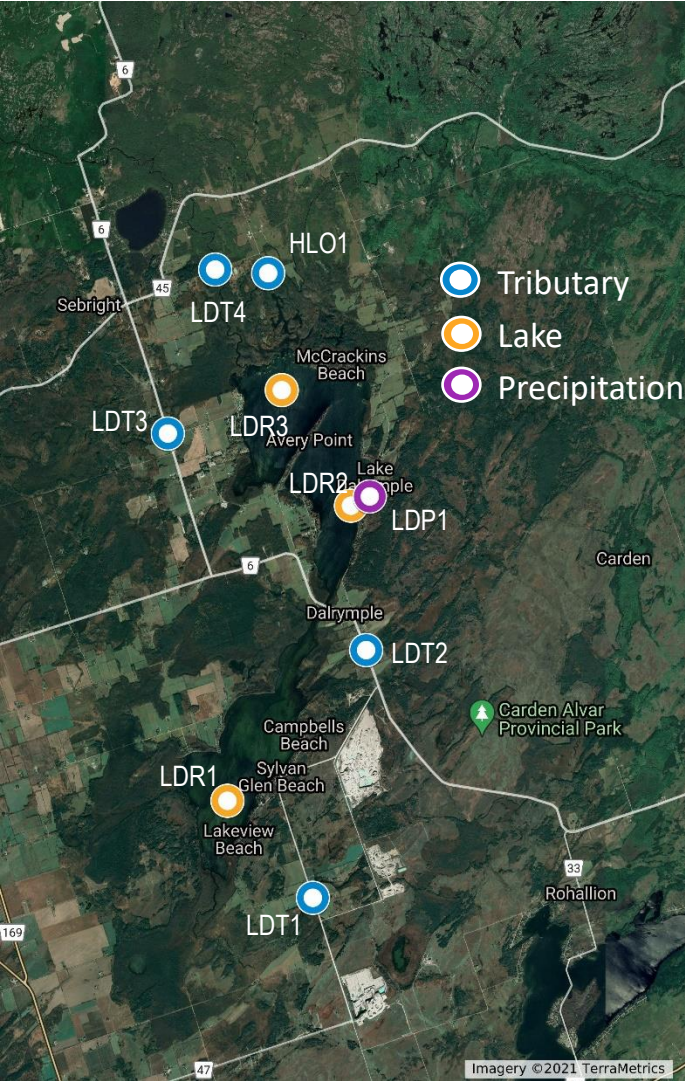 6
6
HLO1
Tributary
45
Sebright
LDT4
Lake
McCrackins
Beach
Precipitation
LDT3
LDR3
Avery Point
Lake
LDR2
LDP1
Carden
6
Dalrymple
LDT2
Carden Alvar
Provincial Park
Campbells
Beach
Sylvan
Glen Beach
LDR1
Lakeview
Beach
33
Rohallion
LDT1
169
47
Imagery ©2021 TerraMetrics